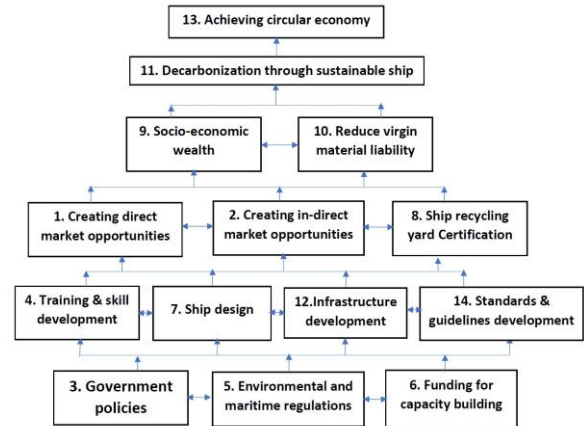 13. Achieving circular economy
11. Decarbonization through sustainable ship
9. Socio-economic
wealth
10. Reduce virgin
material liability
1. Creating direct
market opportunities
2. Creating in-direct
market opportunities
8. Ship recycling
yard Certification
4. Training & skill
development
7. Ship design
12.Infrastructure
development
14. Standards &
guidelines development
3. Government
policies
5. Environmental and
maritime regulations
6. Funding for
capacity building